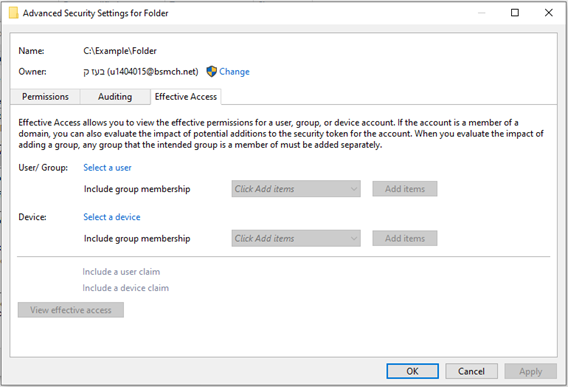 Advanced Security Settings for Folder
Name: C:\Example\Folder
Owner: בעז ק (u1404015@bsmch.net) Change
Permissions Auditing Effective Access
Effective Access allows you to view the effective permissions for a user, group, or device account. If the account is a member of a
domain, you can also evaluate the impact of potential additions to the security token for the account. When you evaluate the impact of
adding a group, any group that the intended group is a member of must be added separately.
User/ Group: Select a user
Include group membership Click Add items Add items
Device: Select a device
Include group membership Click Add items Add items
Include a user claim
Include a device claim
View effective access
OK Cancel Apply